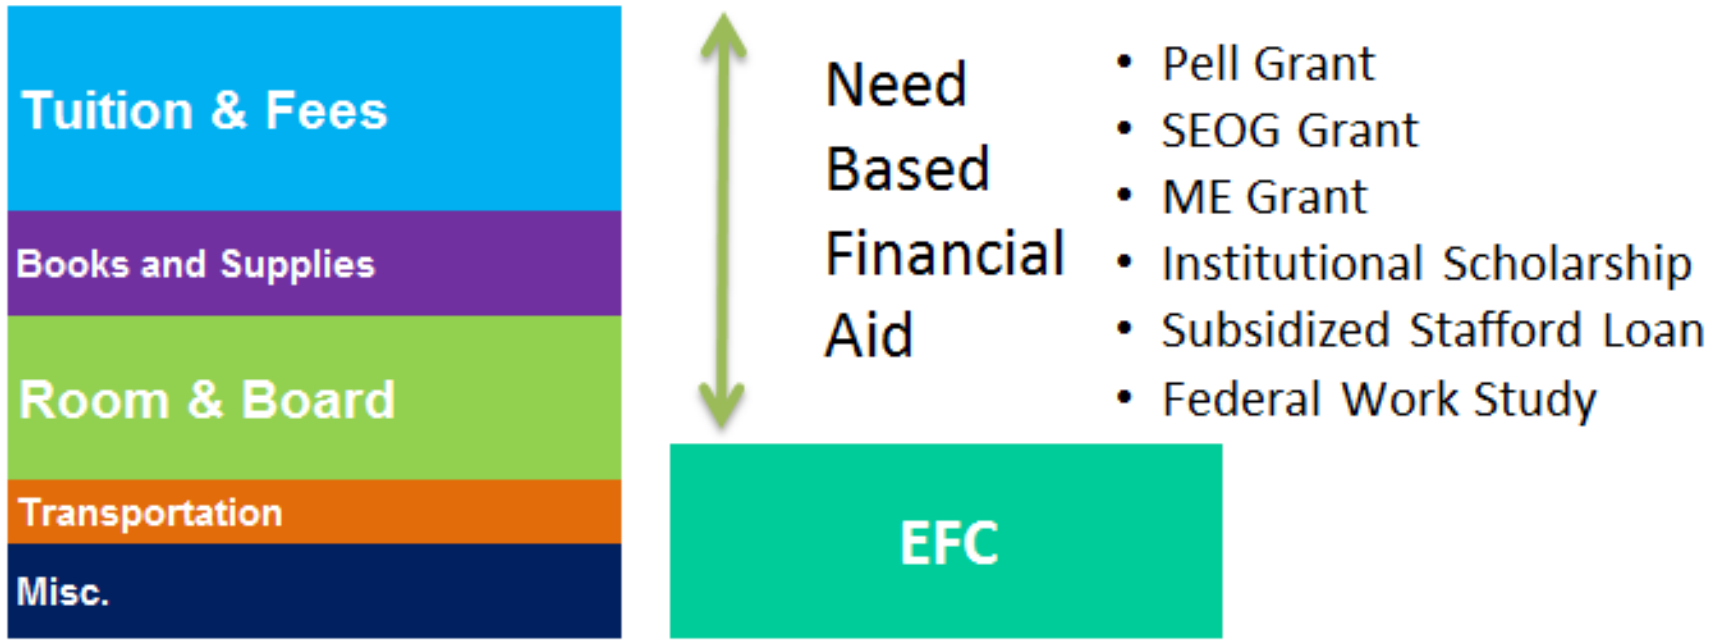 Tuition & Fees
Books and Supplies
Room & Board
Transportation
Misc.
Need
Based
Financial
Aid
• Pell Grant
• SEOG Grant
• ME Grant
• Institutional Scholarship
• Subsidized Stafford Loan
• Federal Work Study
EFC